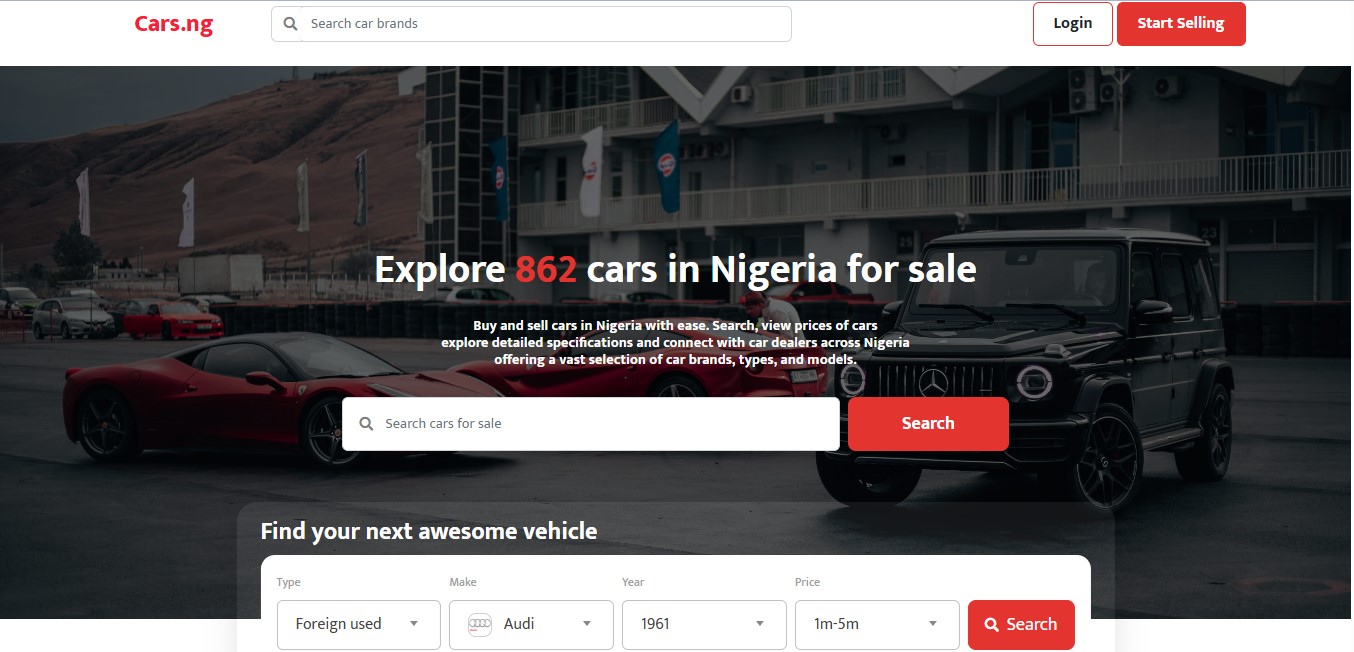 Cars.ng
Search car brands
Login
Start Selling
25
23
Explore 862 cars in Nigeria for sale
Buy and sell cars in Nigeria with ease. Search, view prices of cars
explore detailed specifications and connect with car dealers across Nigeria
offering a vast selection of car brands, types, and models.
Search cars for sale
Search
Find your next awesome vehicle
Type
Make
Year
Price
Foreign used
Audi
1961
1m-5m
Search